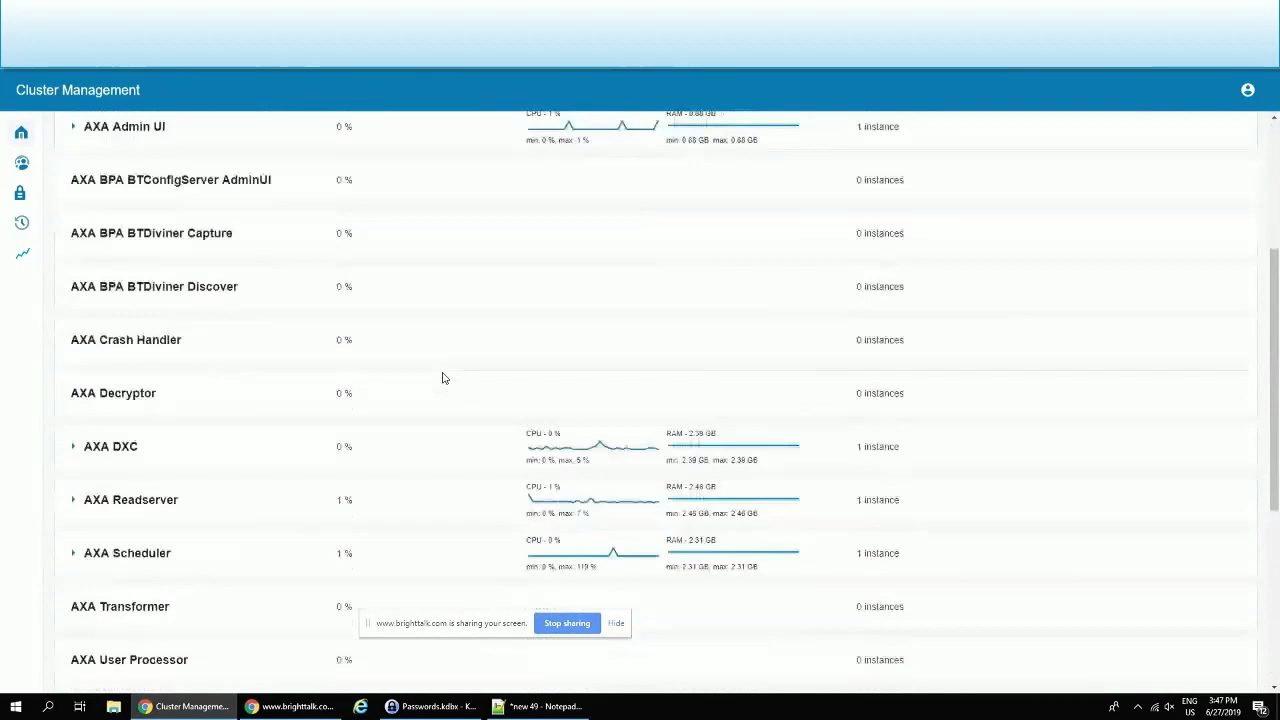 Cluster Management
CPU - 1 % RAM - 0.68 GB
AXA Admin UI 0 % 1 instance
min: 0 %, max: 1 % min: 0.68 GB, max: 0.68 GB
AXA BPA BTConfigServer AdminUI 0 % 0 instances
AXA BPA BTDiviner Capture 0 % 0 instances
AXA BPA BTDiviner Discover 0 % 0 instances
AXA Crash Handler 0 % 0 instances
AXA Decryptor 0 % 0 instances
CPU - 0 % RAM - 2.39 GB
AXA DXC 0 % 1 instance
min: 0 %, max: 5 % min: 2.39 GB, max: 2.39 GB
CPU - 1 % RAM - 2.46 GB
AXA Readserver 1 % 1 instance
min: 0 %, max: 7 % min: 2.46 GB, max: 2.46 GB
CPU - 0 % RAM - 2.31 GB
AXA Scheduler 1 % 1 instance
min: 0 %, max: 119 % min: 2.31 GB, max: 2.31 GB
AXA Transformer 0 % 0 instances
www.brighttalk.com is sharing your screen. Stop sharing Hide
AXA User Processor 0 % 0 instances
Cluster Manageme... www.brighttalk.co... Passwords.kdbx - K... *new 49 - Notepad...
ENG 3:47 PM
US 6/27/2019
12